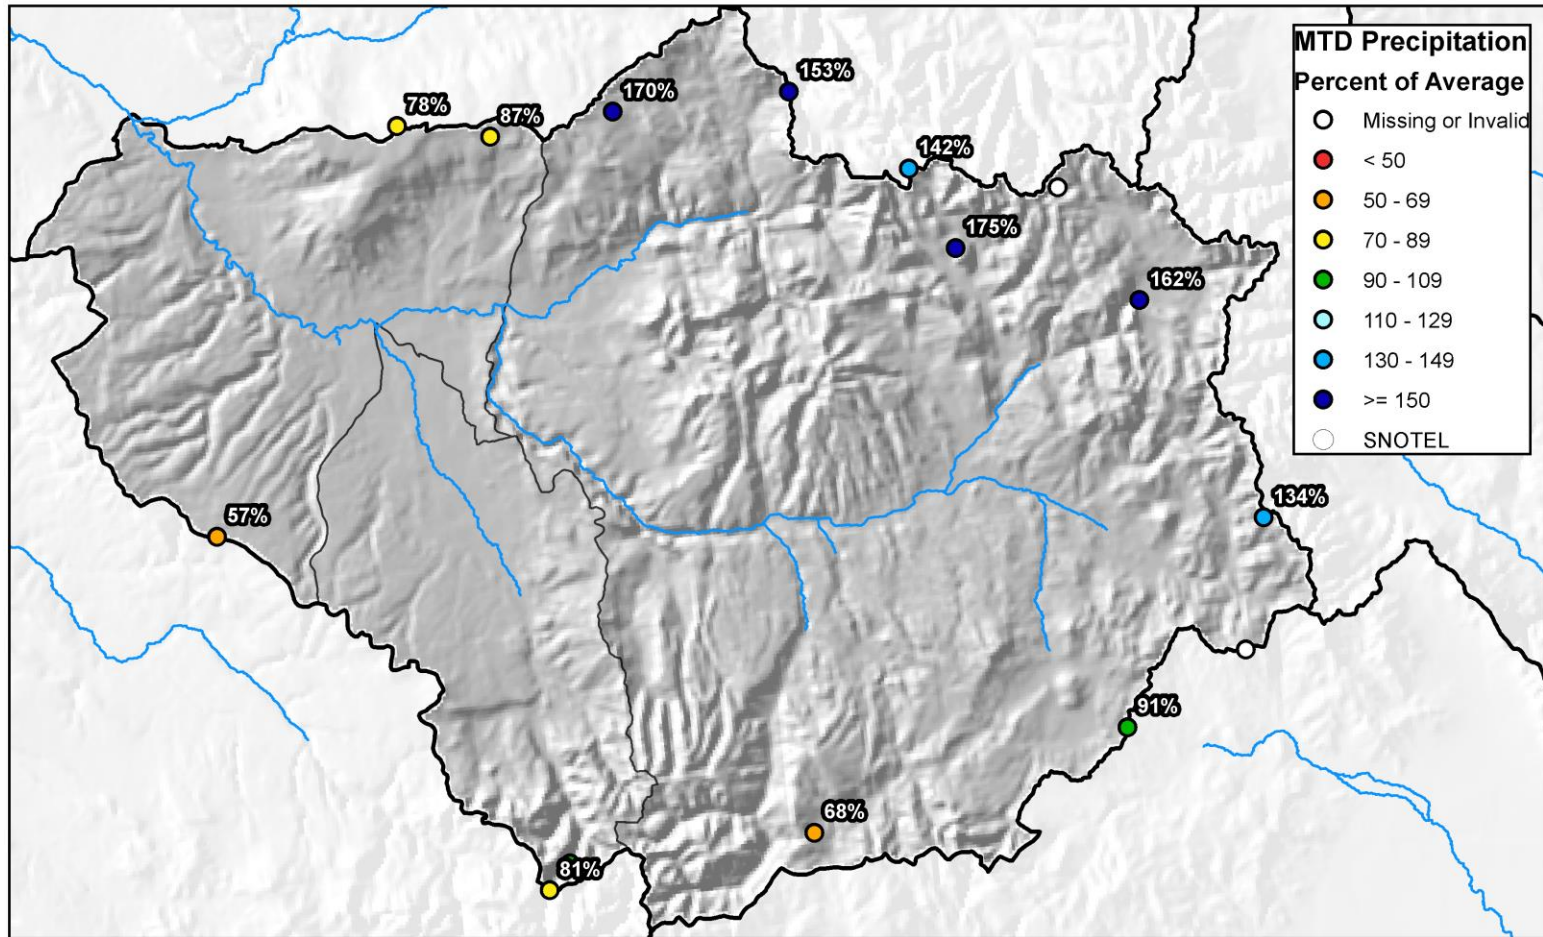 MTD Precipitation
Percent of Average
Missing or Invalid
< 50
50 - 69
70 - 89
90 - 109
110 - 129
130 - 149
>= 150
SNOTEL
153%
170%
78%
87%
142%
175%
162%
134%
57%
91%
68%
81%